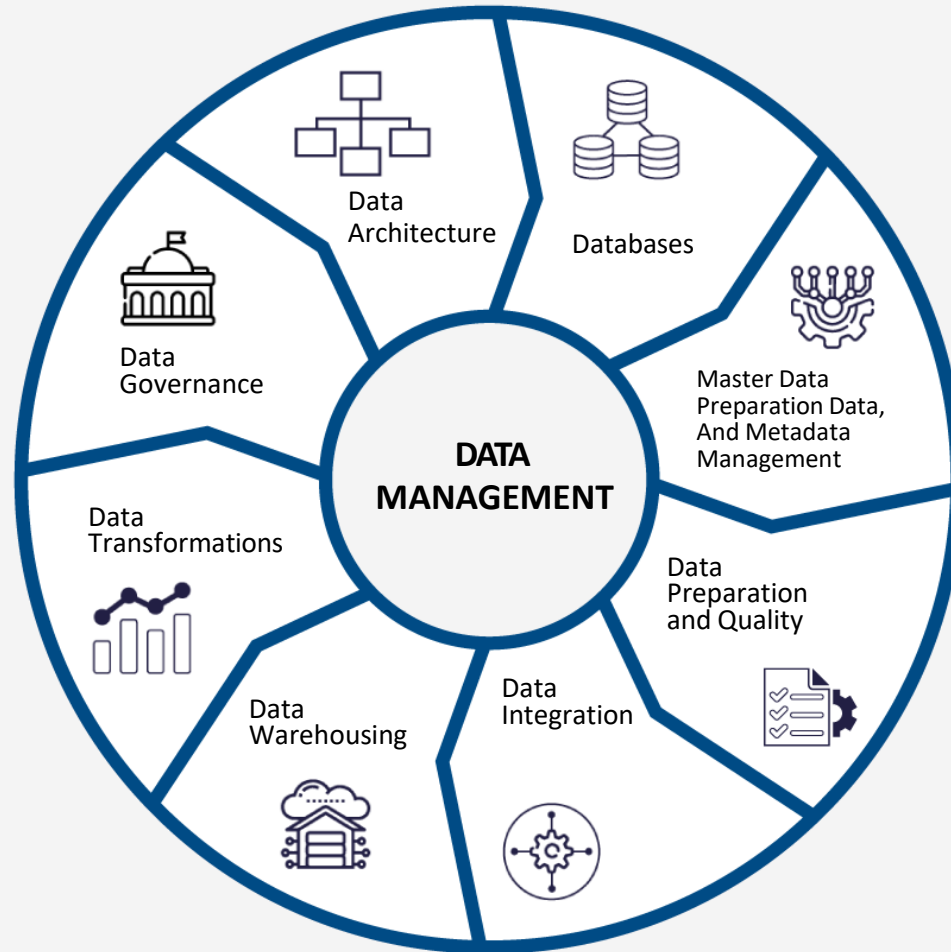 Data
Architecture
Databases
Master Data
Preparation Data,
And Metadata
Management
Data
Preparation
and Quality
Data
Integration
Data
Warehousing
Data
Transformations
Data
Governance
DATA
MANAGEMENT